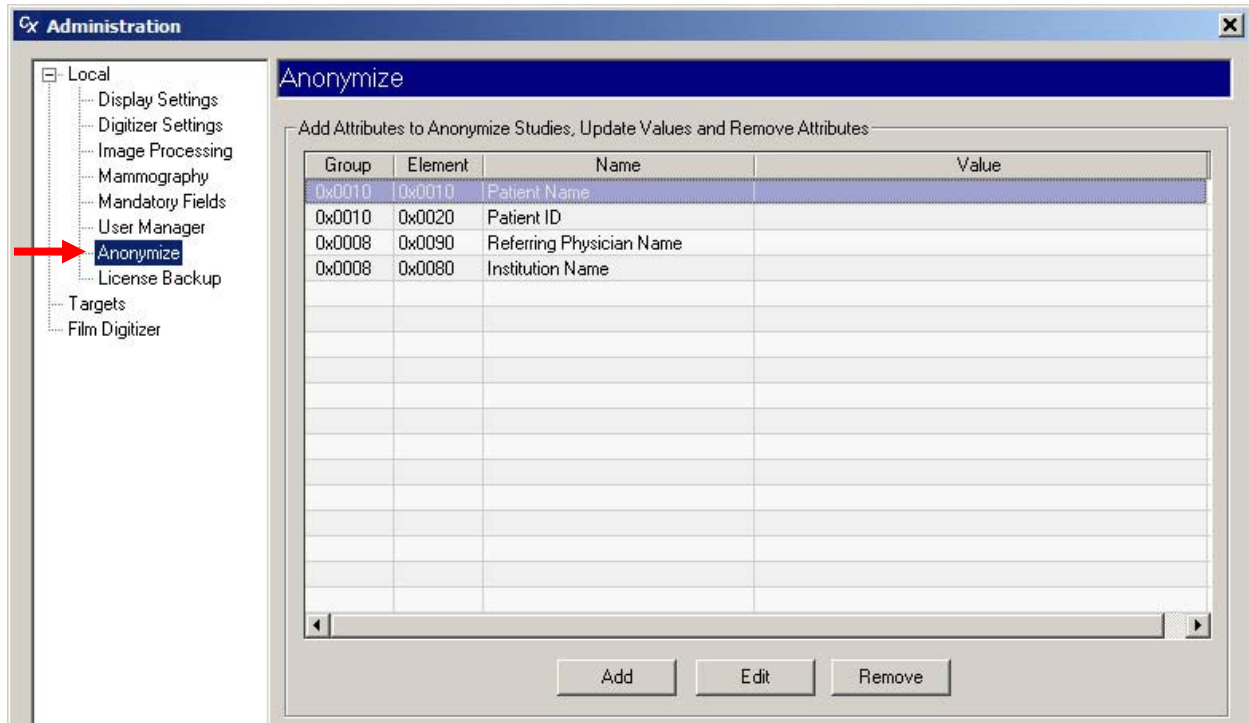 Cx Administration
Local
Display Settings
Digitizer Settings
Image Processing
Mammography
Mandatory Fields
User Manager
Anonymize
License Backup
Targets
Film Digitizer
Anonymize
Add Attributes to Anonymize Studies, Update Values and Remove Attributes
Group Element Name Value
0x0010 0x0010 Patient Name
0x0010 0x0020 Patient ID
0x0008 0x0090 Referring Physician Name
0x0008 0x0080 Institution Name
Add Edit Remove